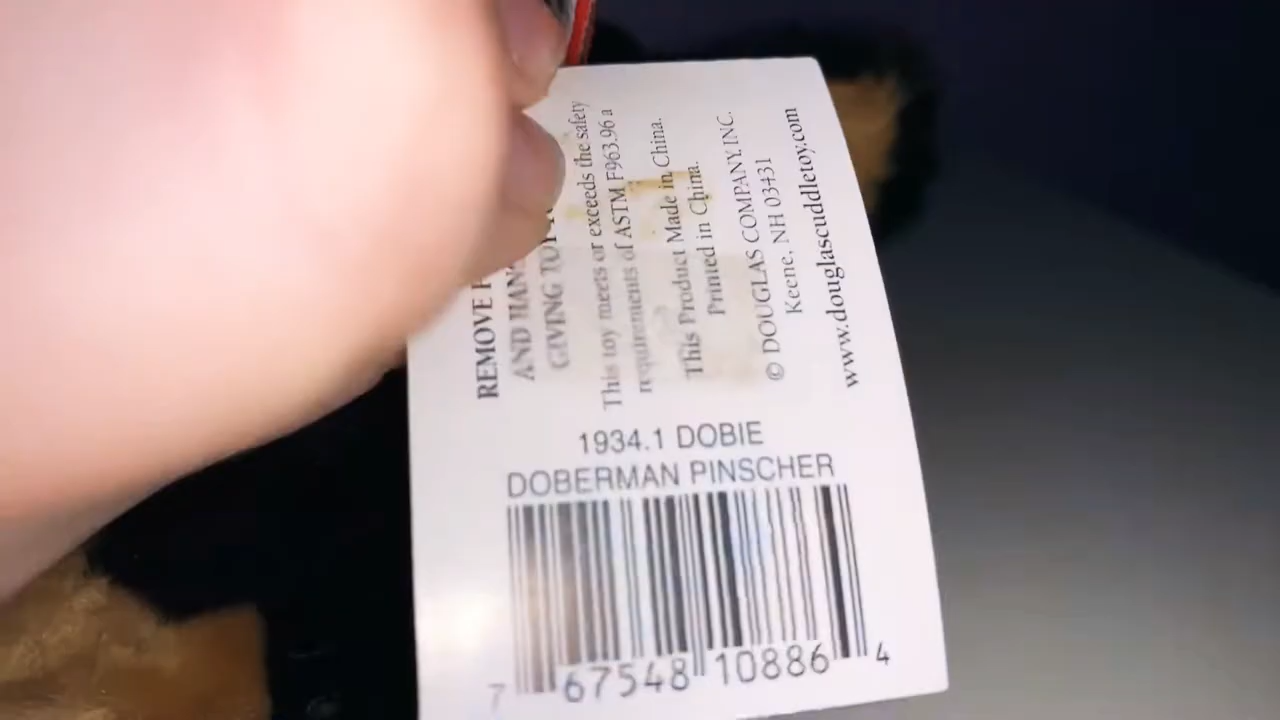 REMOVE
AND HAN
GIVING TOY
This toy meets or exceeds the safety
requirements of ASTM F963.96 a
This Product Made in China.
Printed in China.
© DOUGLAS COMPANY, INC.
Keene, NH 03431
www.douglascuddletoy.com
1934.1 DOBIE
DOBERMAN PINSCHER
7 67548 10886 4